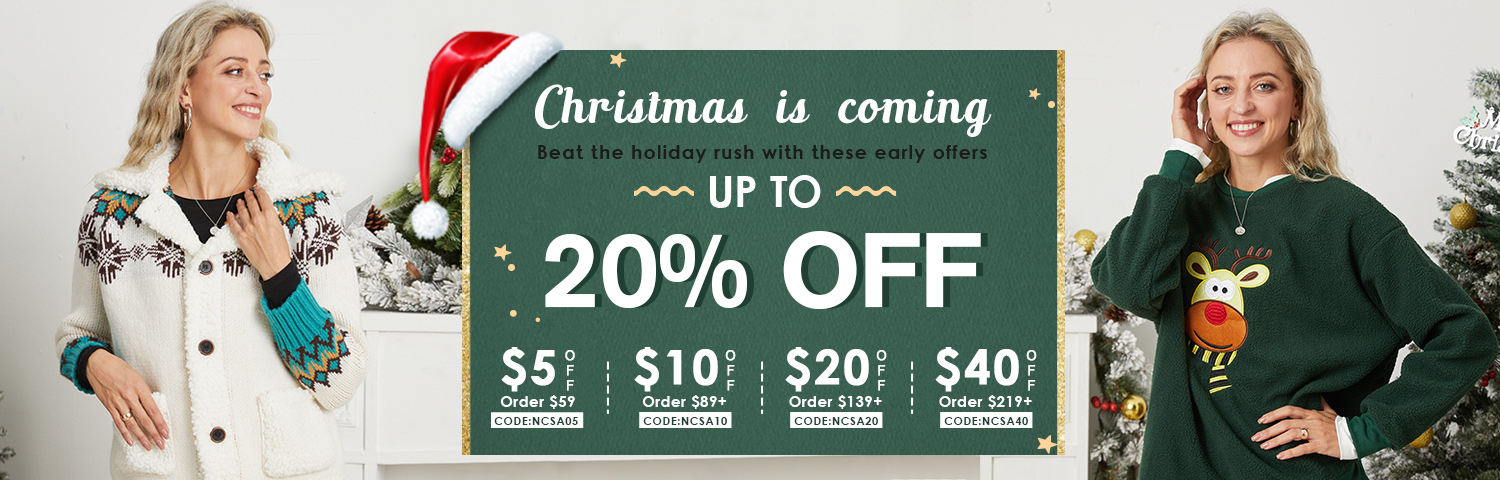 Christmas is coming
Beat the holiday rush with these early offers
UP TO
20% OFF
$5 OFF
Order $59
CODE:NCSA05
$10 OFF
Order $89+
CODE:NCSA10
$20 OFF
Order $139+
CODE:NCSA20
$40 OFF
Order $219+
CODE:NCSA40